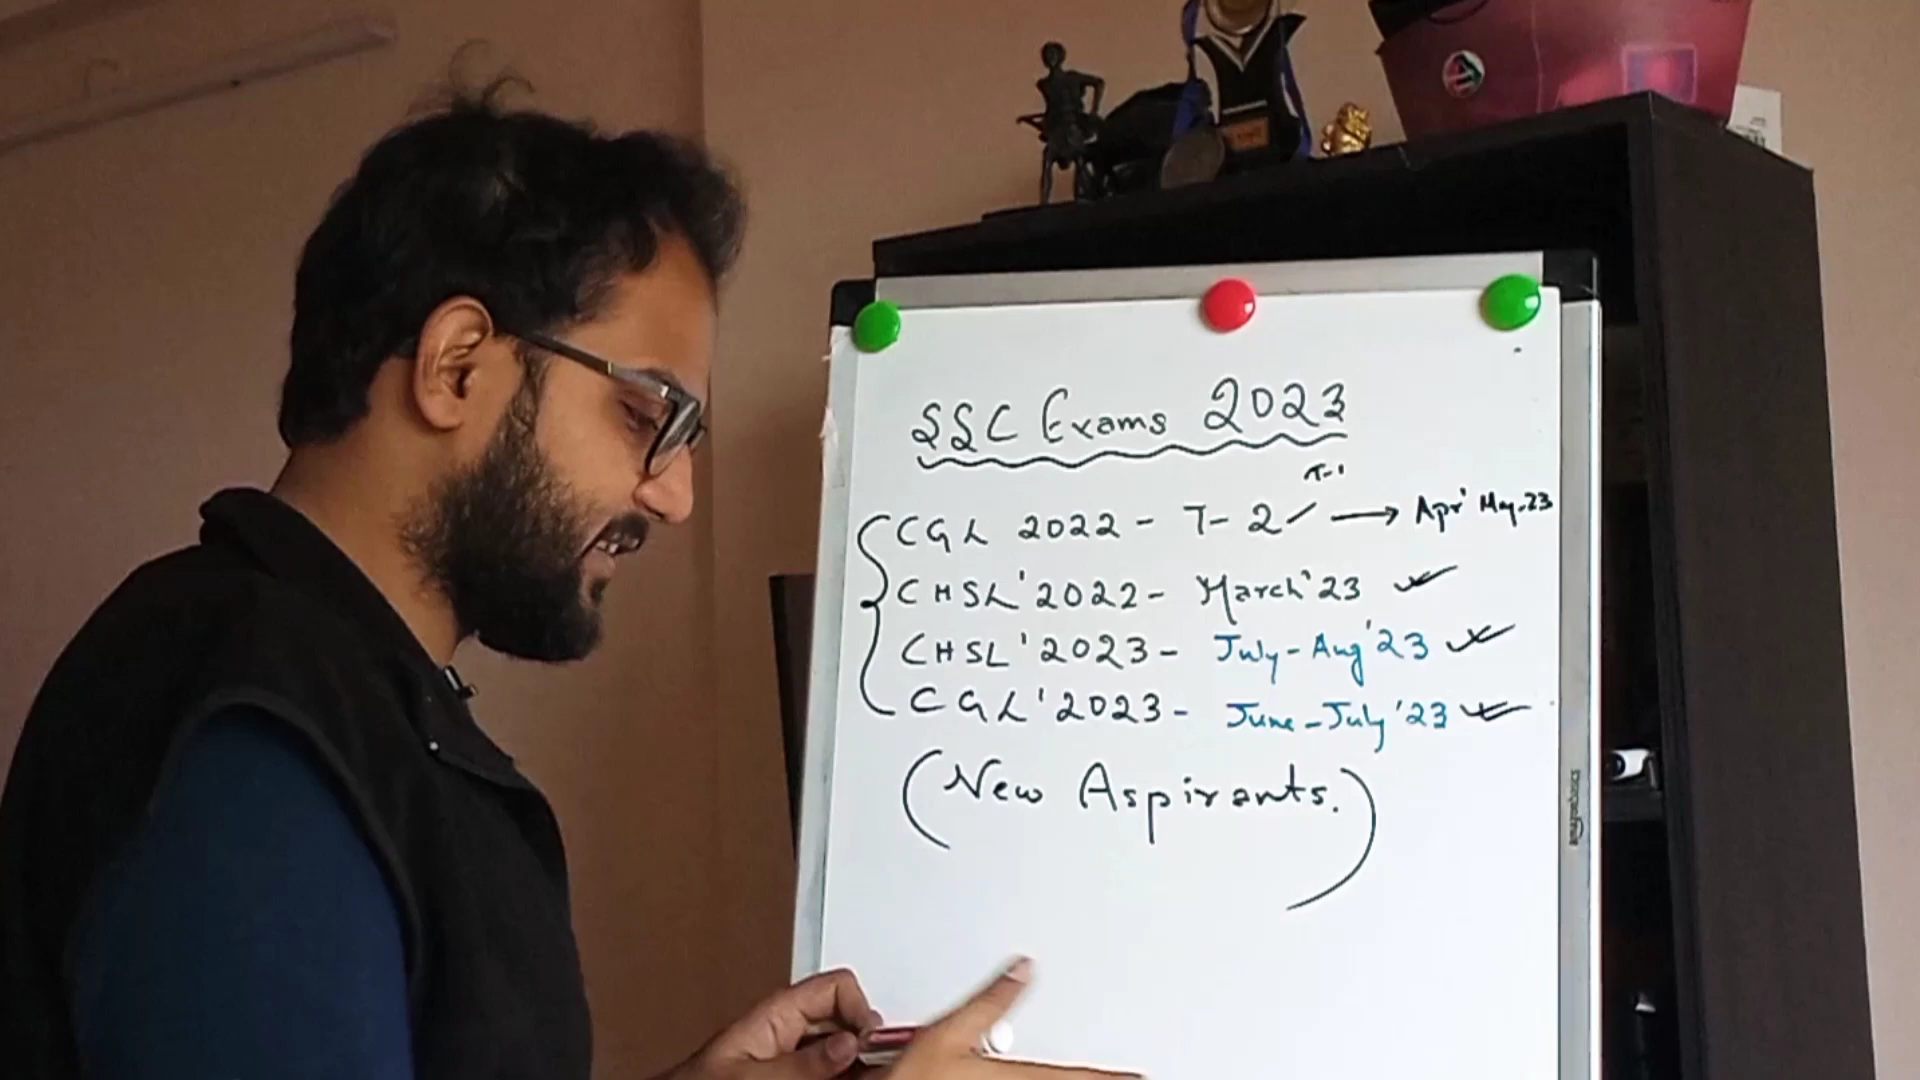 SSC Exams 2023
T-1
CGL 2022 - T-2 → Apr' May-23
CHSL'2022 - March'23
CHSL'2023 - July-Aug'23
CGL'2023 - June-July'23
(New Aspirants.)
amazonbasics